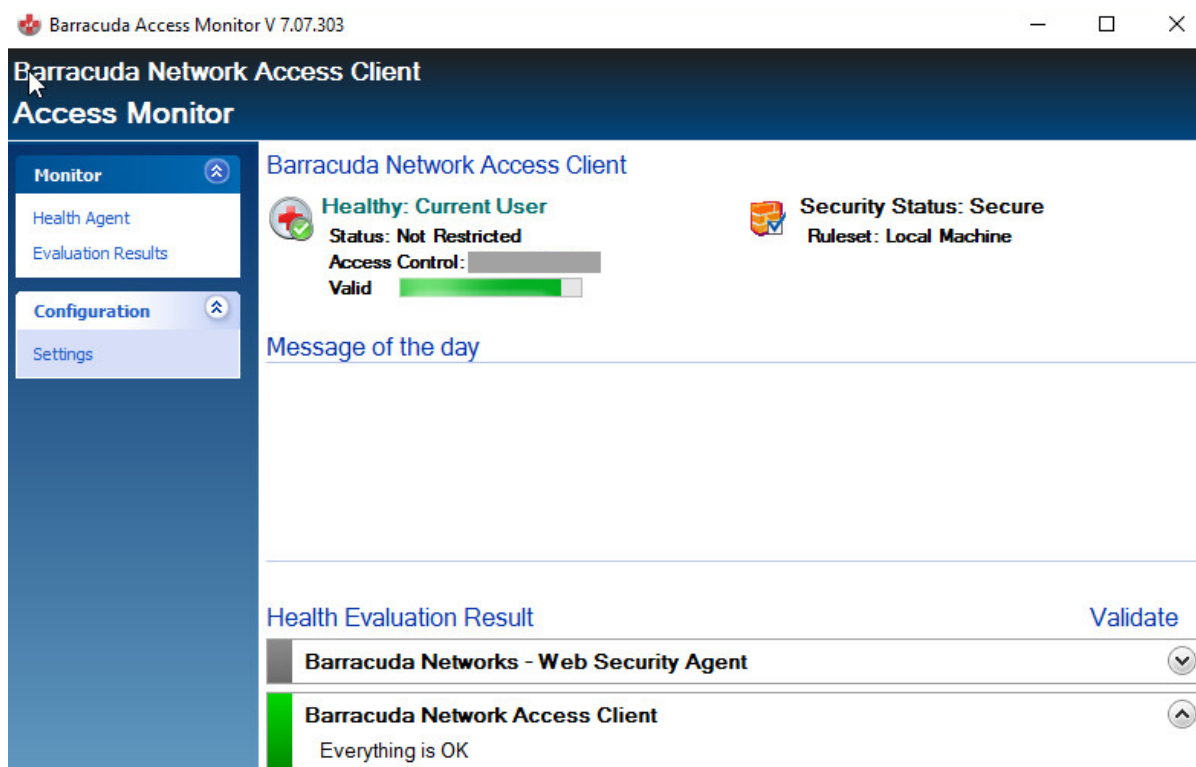 Barracuda Access Monitor V 7.07.303
Barracuda Network Access Client
Access Monitor
Monitor
Health Agent
Evaluation Results
Configuration
Settings
Barracuda Network Access Client
Healthy: Current User
Status: Not Restricted
Access Control:
Valid
Security Status: Secure
Ruleset: Local Machine
Message of the day
Health Evaluation Result
Validate
Barracuda Networks - Web Security Agent
Barracuda Network Access Client
Everything is OK